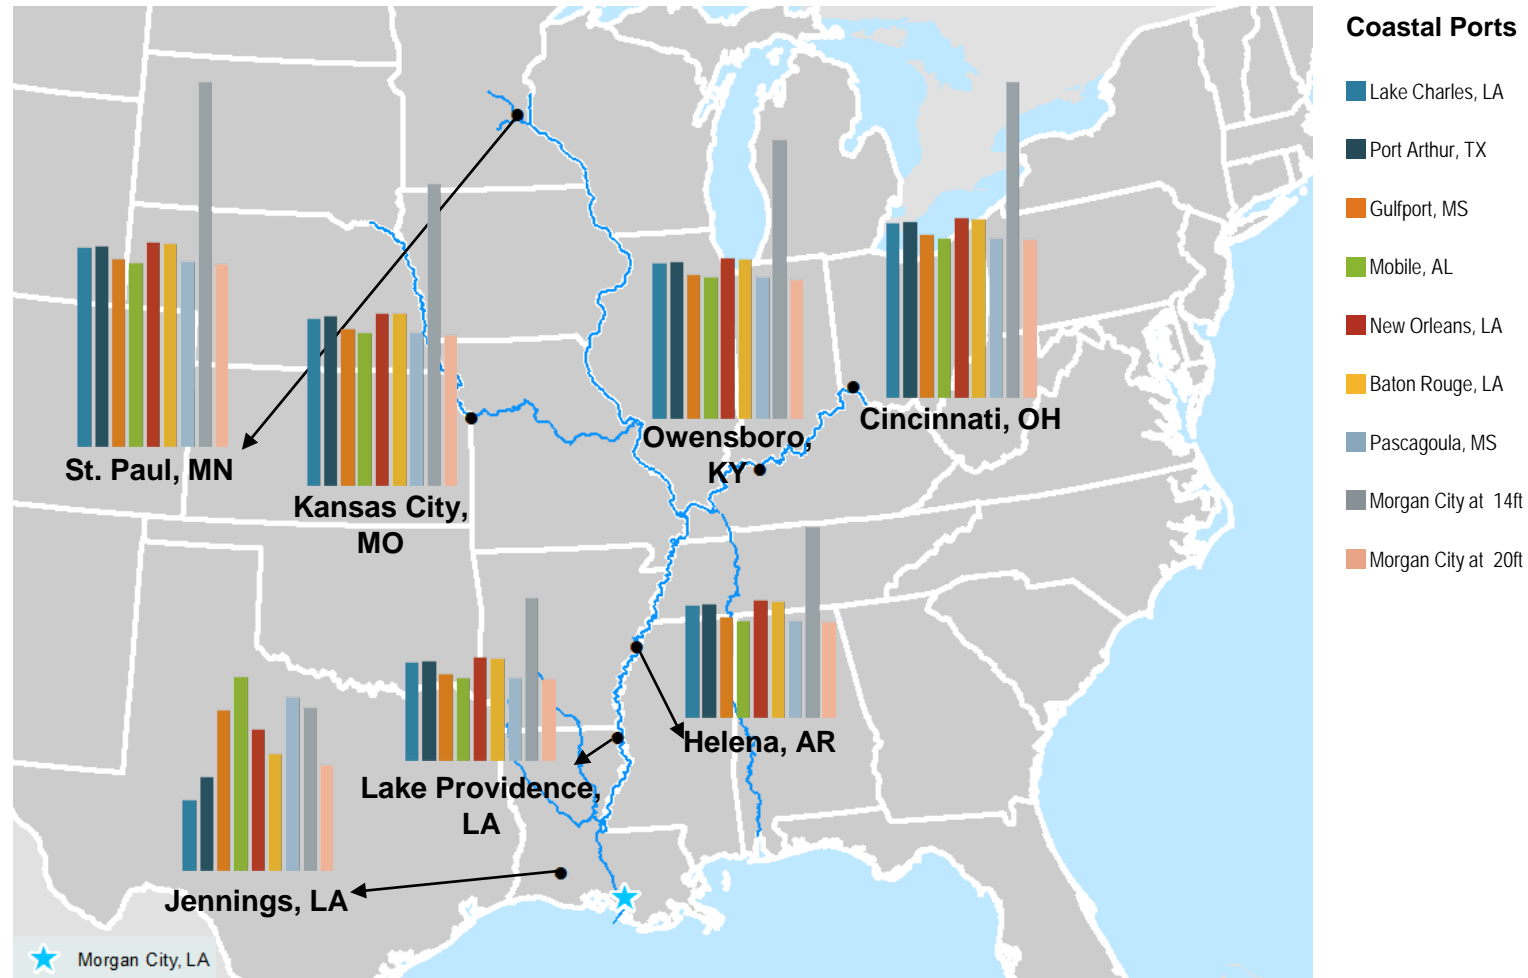 Coastal Ports
Lake Charles, LA
Port Arthur, TX
Gulfport, MS
Mobile, AL
New Orleans, LA
Baton Rouge, LA
Pascagoula, MS
Morgan City at 14ft
Morgan City at 20ft
St. Paul, MN
Kansas City,
MO
Owensboro,
KY
Cincinnati, OH
Helena, AR
Lake Providence,
LA
Jennings, LA
Morgan City, LA